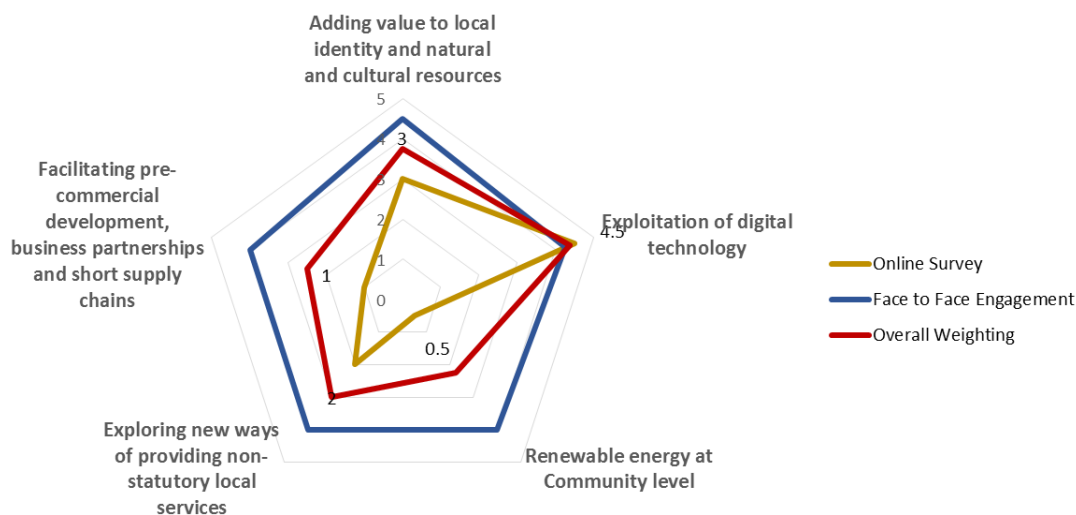 Adding value to local
identity and natural
and cultural resources
5
4
3
2
1
0
3
4.5
0.5
2
1
Exploitation of digital
technology
Renewable energy at
Community level
Exploring new ways
of providing non-
statutory local
services
Facilitating pre-
commercial
development,
business partnerships
and short supply
chains
Online Survey
Face to Face Engagement
Overall Weighting